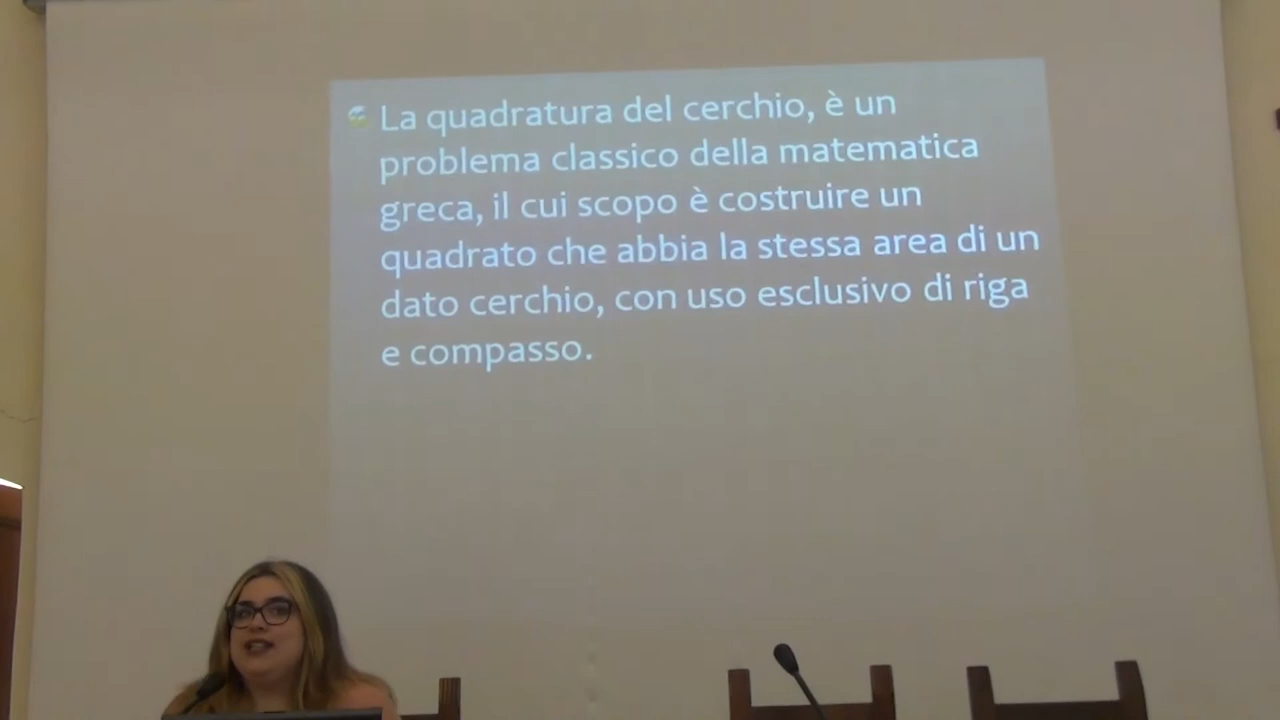 La quadratura del cerchio, è un
problema classico della matematica
greca, il cui scopo è costruire un
quadrato che abbia la stessa area di un
dato cerchio, con uso esclusivo di riga
e compasso.